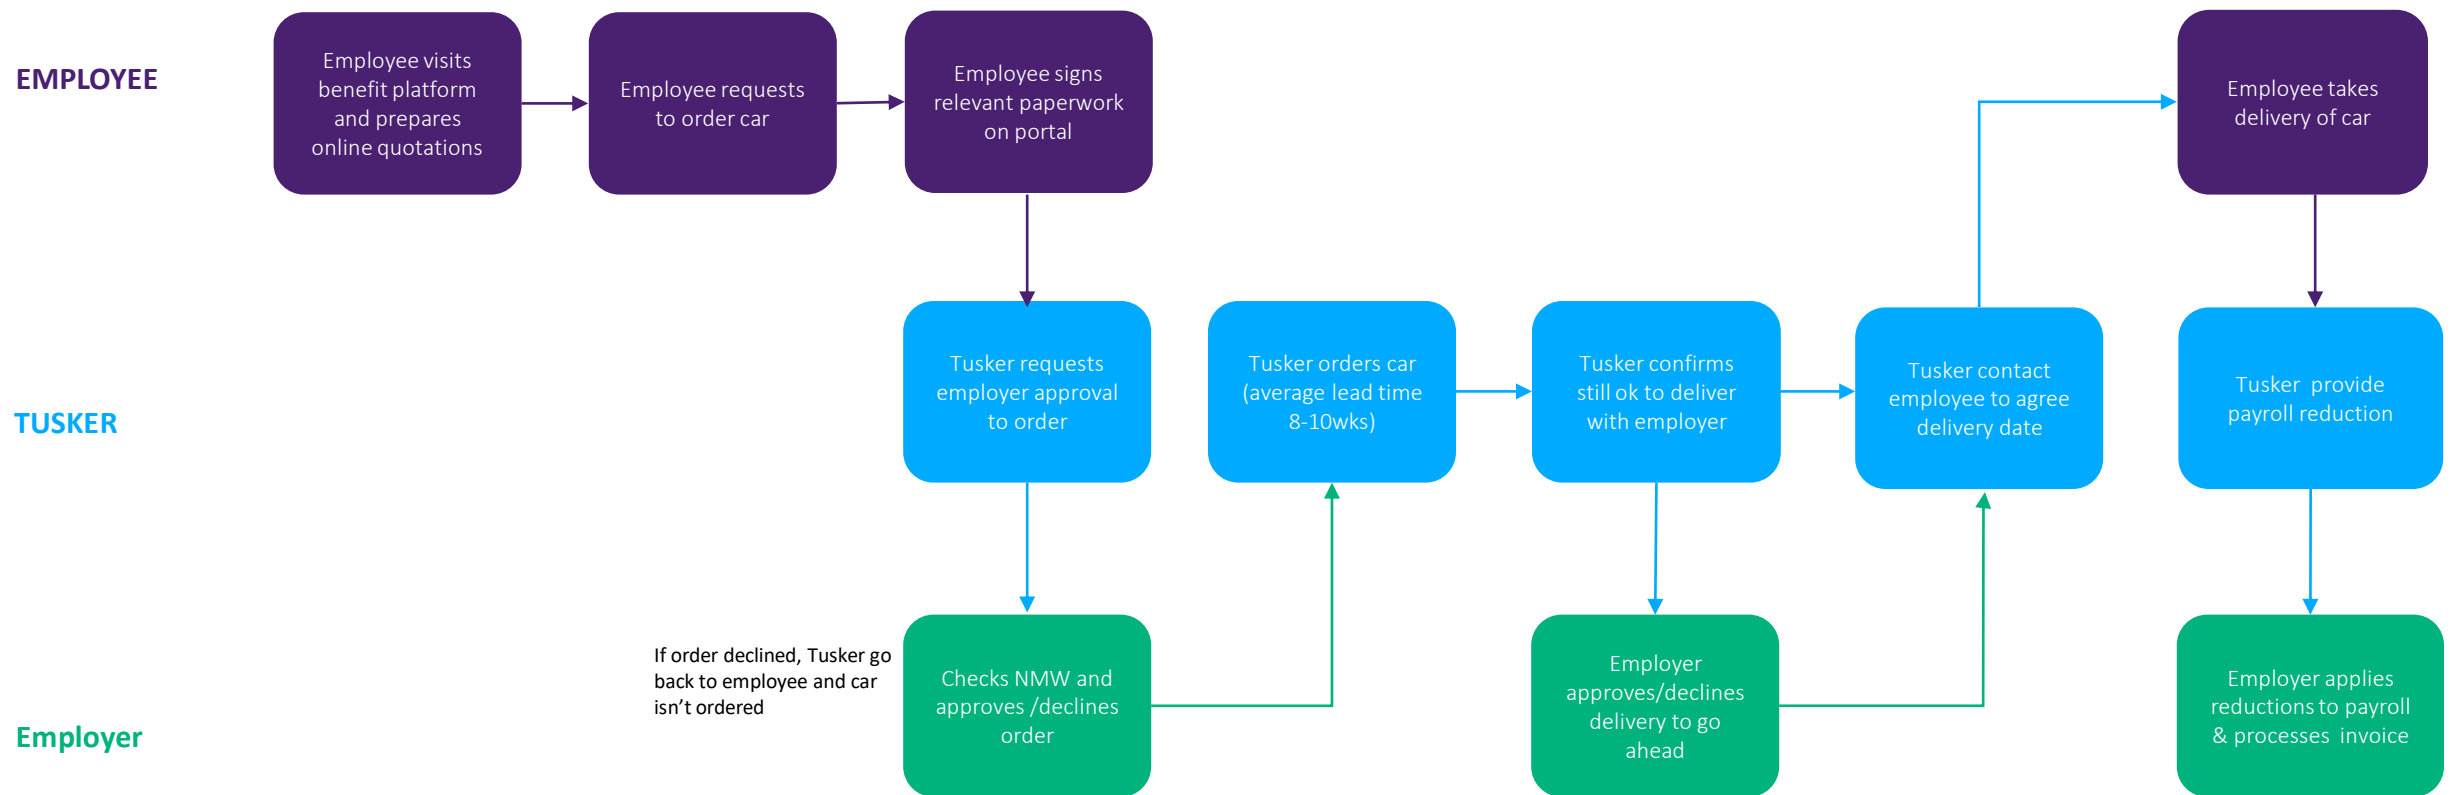 EMPLOYEE
Employee visits
benefit platform
and prepares
online quotations
Employee requests
to order car
Employee signs
relevant paperwork
on portal
Employee takes
delivery of car
TUSKER
Tusker requests
employer approval
to order
Tusker orders car
(average lead time
8-10wks)
Tusker confirms
still ok to deliver
with employer
Tusker contact
employee to agree
delivery date
Tusker  provide
payroll reduction
Employer
If order declined, Tusker go
back to employee and car
isn't ordered
Checks NMW and
approves /declines
order
Employer
approves/declines
delivery to go
ahead
Employer applies
reductions to payroll
& processes  invoice